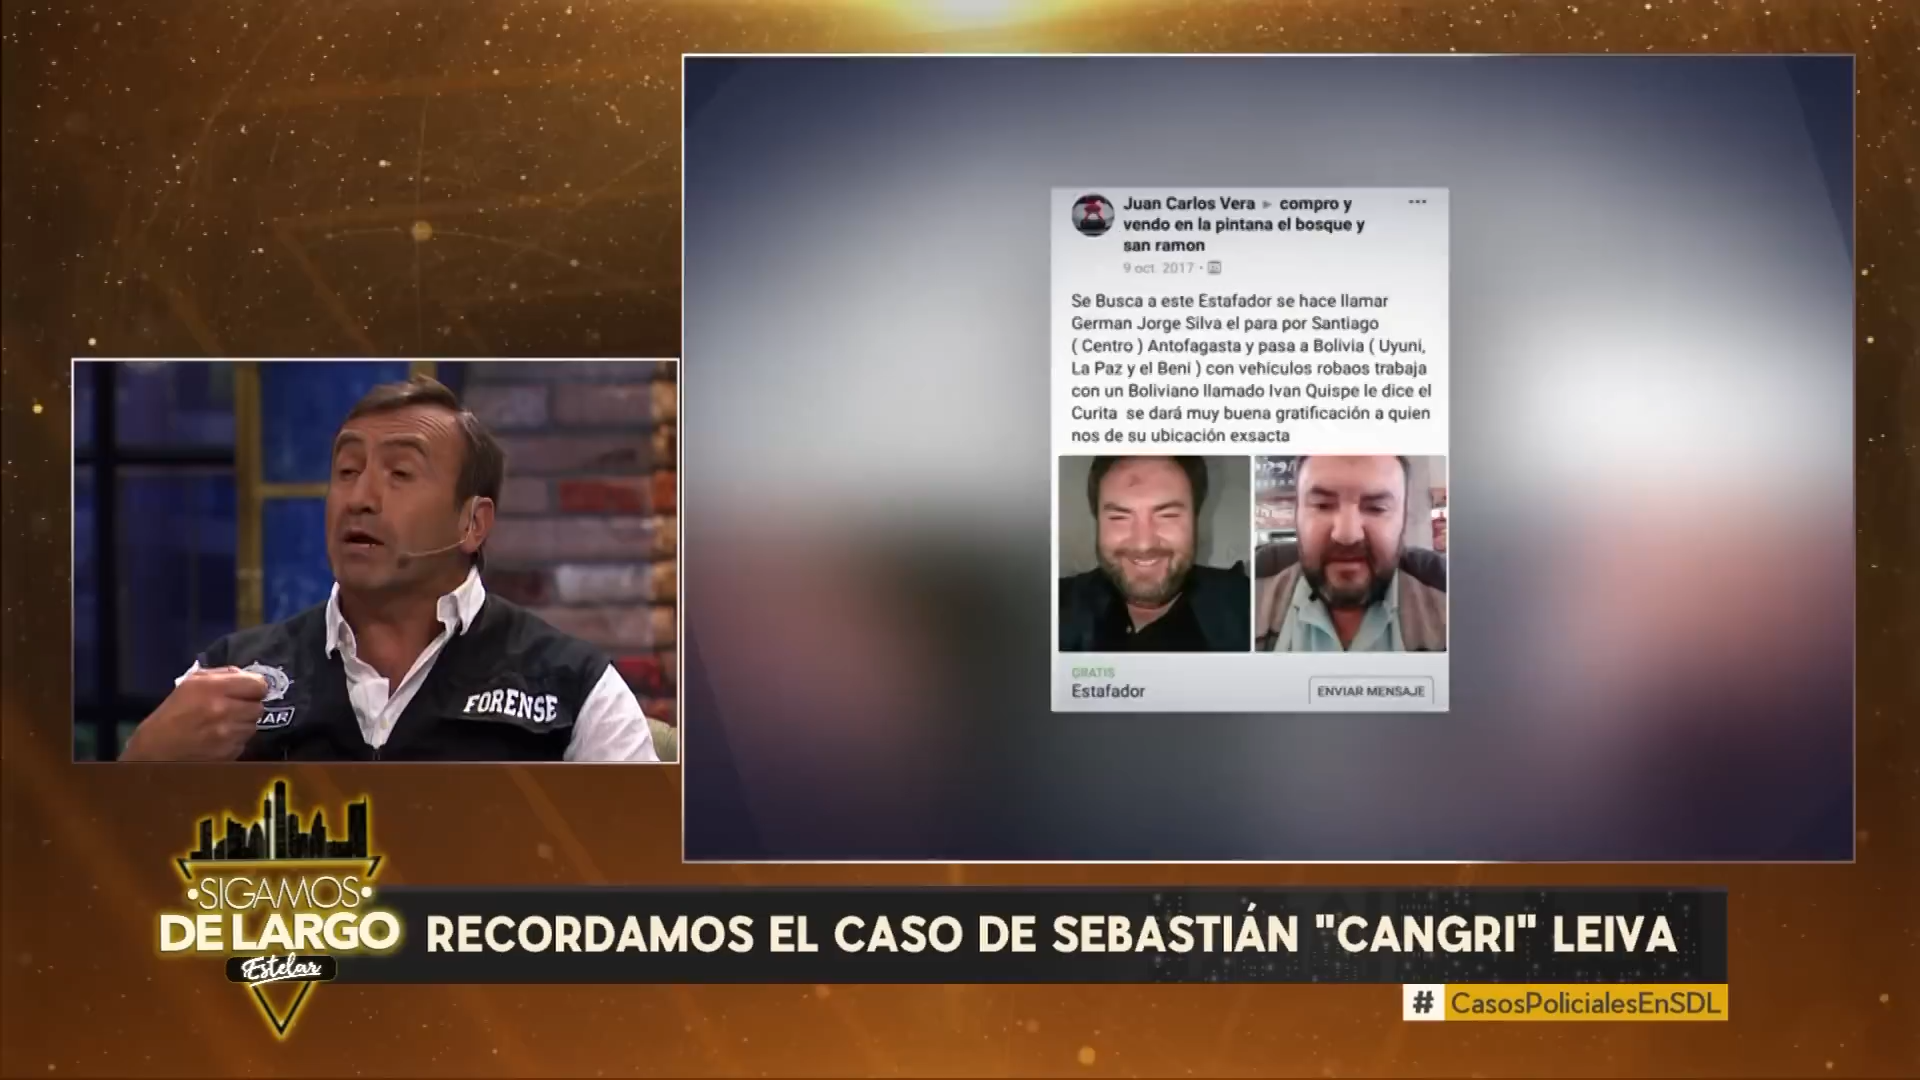 Juan Carlos Vera ▸ compro y
vendo en la pintana el bosque y
san ramon
9 oct. 2017 •
Se Busca a este Estafador se hace llamar
German Jorge Silva el para por Santiago
( Centro ) Antofagasta y pasa a Bolivia ( Uyuni,
La Paz y el Beni ) con vehículos robaos trabaja
con un Boliviano llamado Ivan Quispe le dice el
Curita se dará muy buena gratificación a quien
nos de su ubicación exsacta
GRATIS
Estafador
ENVIAR MENSAJE
FORENSE
SIGAMOS
DE LARGO
Estelar
RECORDAMOS EL CASO DE SEBASTIÁN "CANGRI" LEIVA
# CasosPolicialesEnSDL